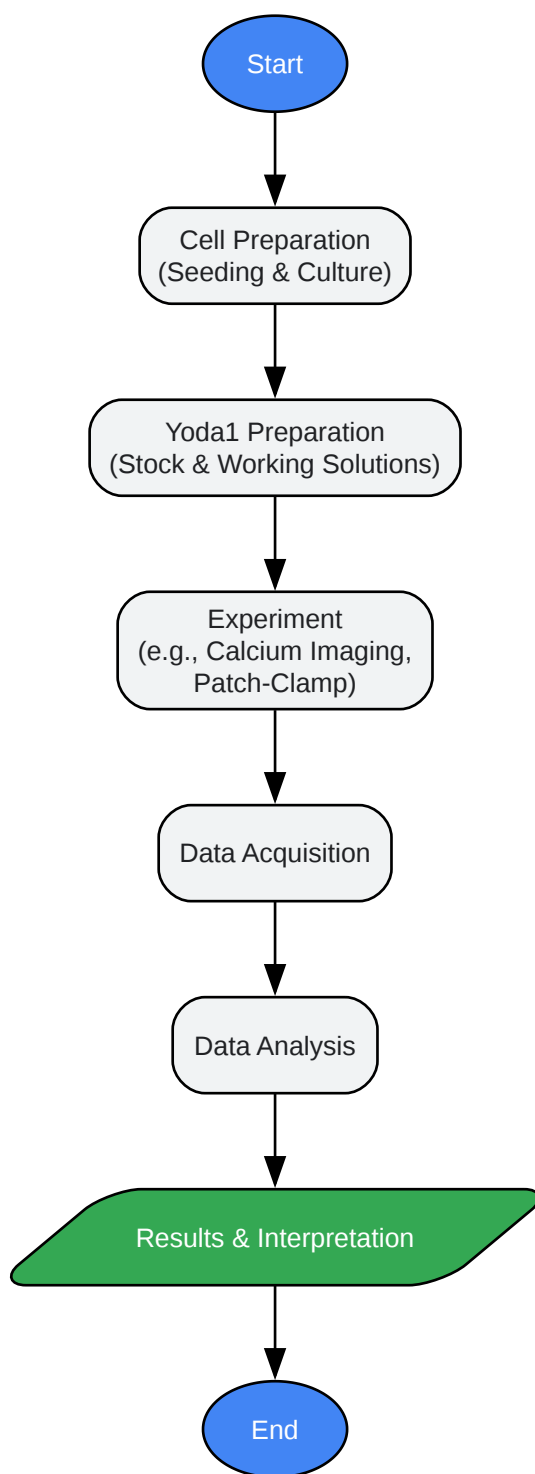 Start
Cell Preparation
(Seeding & Culture)
Yoda1 Preparation
(Stock & Working Solutions)
Experiment
(e.g., Calcium Imaging,
Patch-Clamp)
Data Acquisition
Data Analysis
Results & Interpretation
End